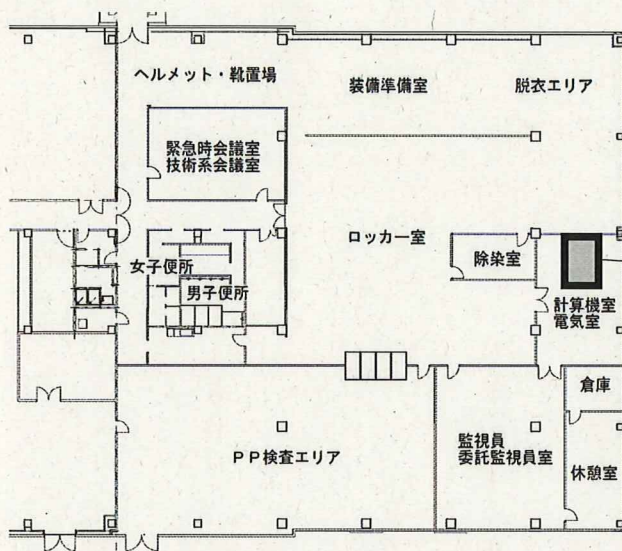 ヘルメット・靴置場
装備準備室
脱衣エリア
緊急時会議室
技術系会議室
ロッカー室
除染室
女子便所
男子便所
計算機室
電気室
倉庫
PP検査エリア
監視員
委託監視員室
休憩室